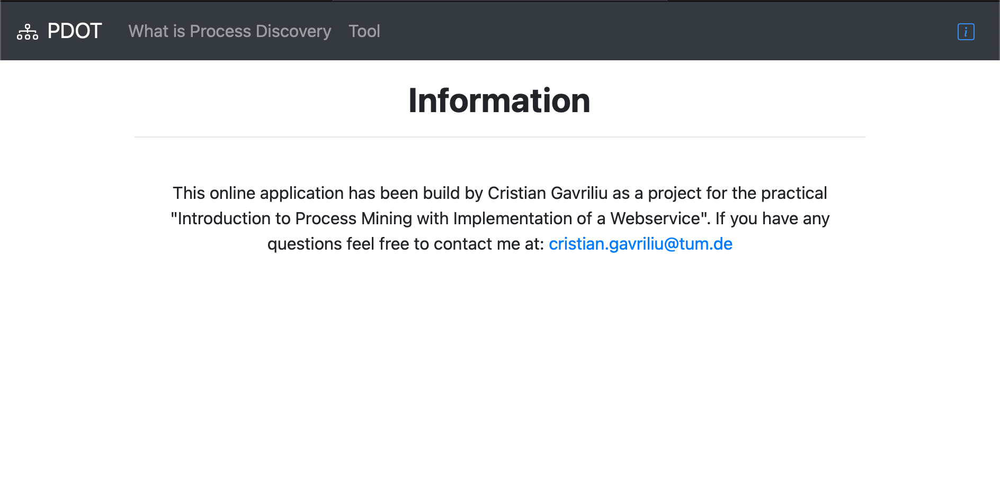 PDOT What is Process Discovery Tool i
Information
This online application has been build by Cristian Gavriliu as a project for the practical
"Introduction to Process Mining with Implementation of a Webservice". If you have any
questions feel free to contact me at: cristian.gavriliu@tum.de